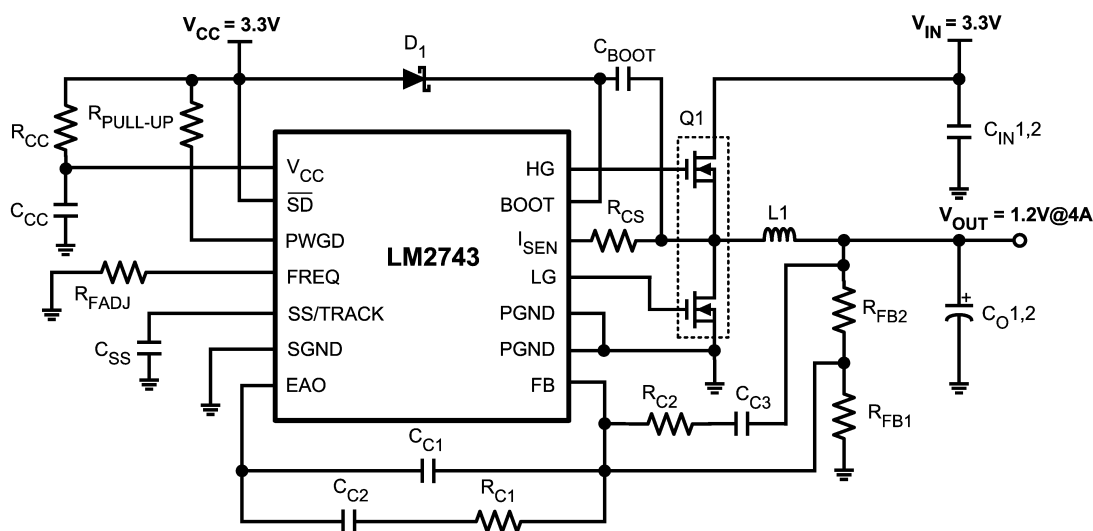 VCC = 3.3V
VIN = 3.3V
D1
CBOOT
RCC
RPULL-UP
Q1
CIN1,2
VCC
HG
CCC
SD
BOOT
RCS
L1
VOUT = 1.2V@4A
PWGD
ISEN
LM2743
FREQ
LG
RFADJ
SS/TRACK
PGND
RFB2
+
CO1,2
CSS
SGND
PGND
EAO
FB
RC2
CC3
RFB1
CC1
CC2
RC1